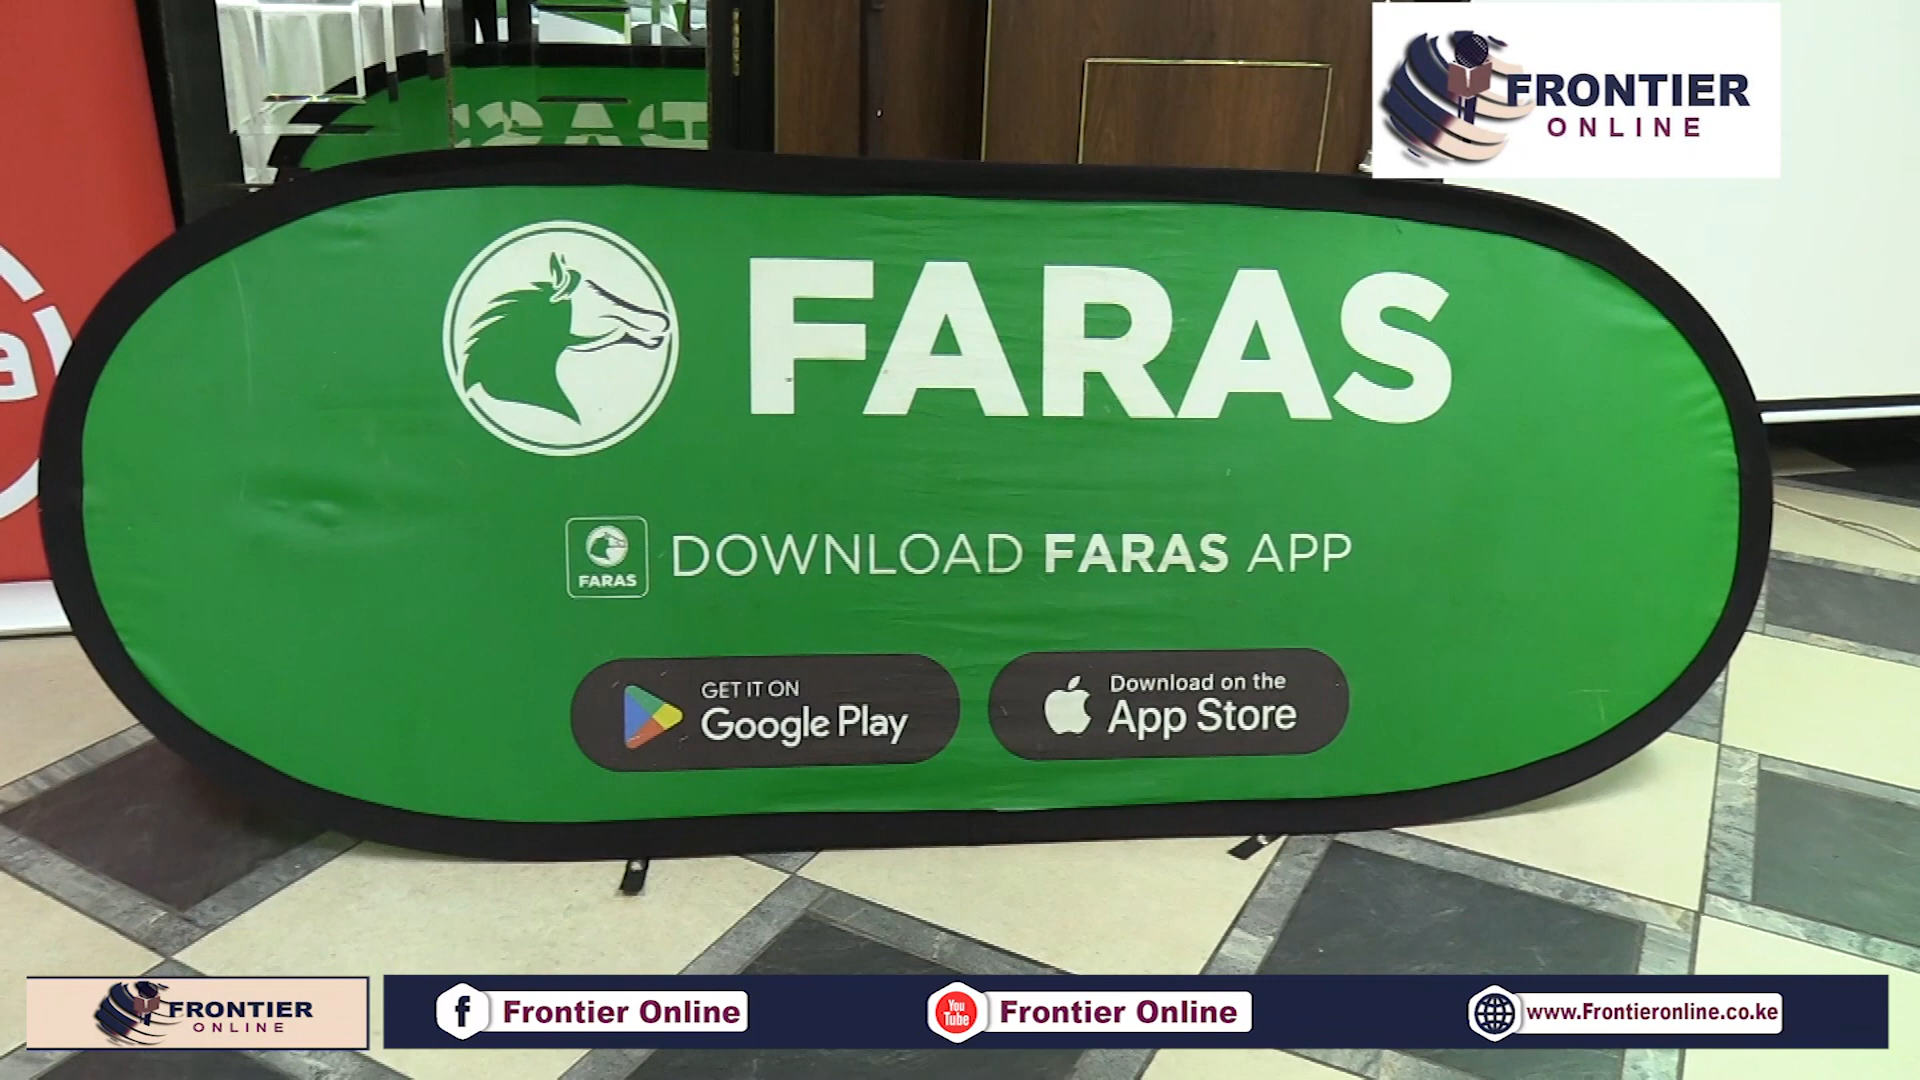 FRONTIER
ONLINE
FARAS
FARAS
DOWNLOAD FARAS APP
GET IT ON
Google Play
Download on the
App Store
FRONTIER
ONLINE
Frontier Online
You
Tube
Frontier Online
www.Frontieronline.co.ke